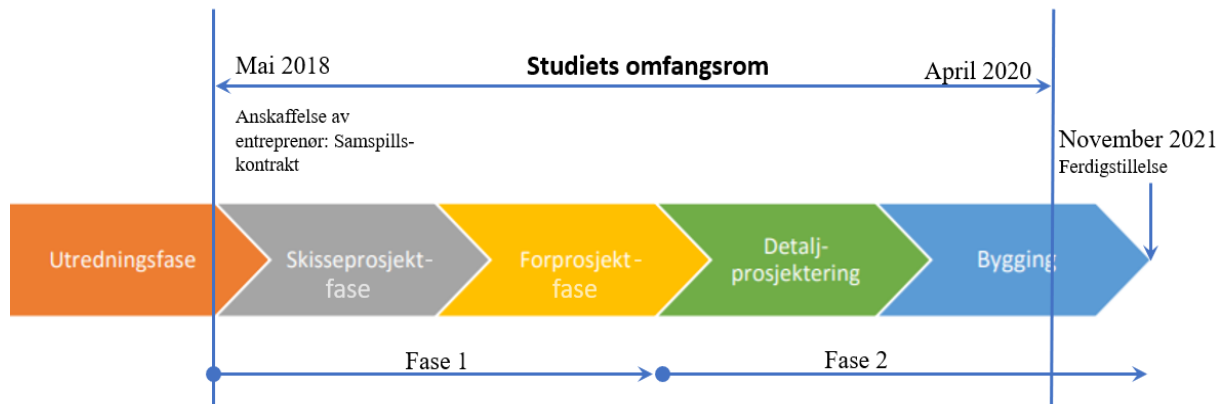 Mai 2018
Studiets omfangsrom
April 2020
Anskaffelse av
entreprenør: Samspills-
kontrakt
November 2021
Ferdigstillelse
Utredningsfase
Skisseprosjekt-
fase
Forprosjekt-
fase
Detalj-
prosjektering
Bygging
Fase 1
Fase 2